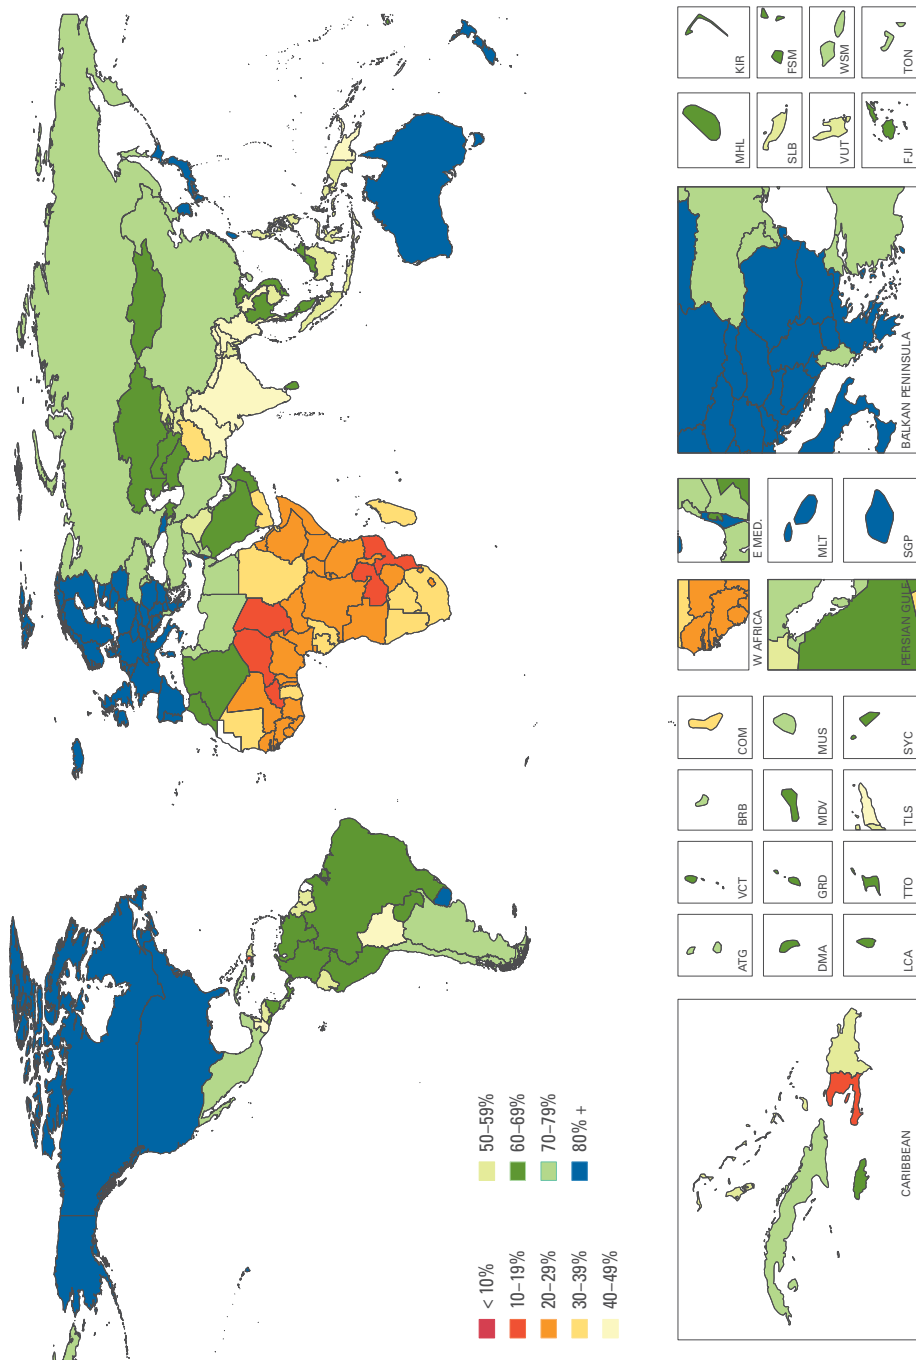 < 10%
10–19%
20–29%
30–39%
40–49%
50–59%
60–69%
70–79%
80% +
CARIBBEAN
ATG
VCT
BRB
COM
W AFRICA
E MED.
BALKAN PENINSULA
MHL
KIR
DMA
GRD
MDV
MUS
MLT
SLB
FSM
VUT
WSM
LCA
TTO
TLS
SYC
PERSIAN GULF
SGP
FJI
TON